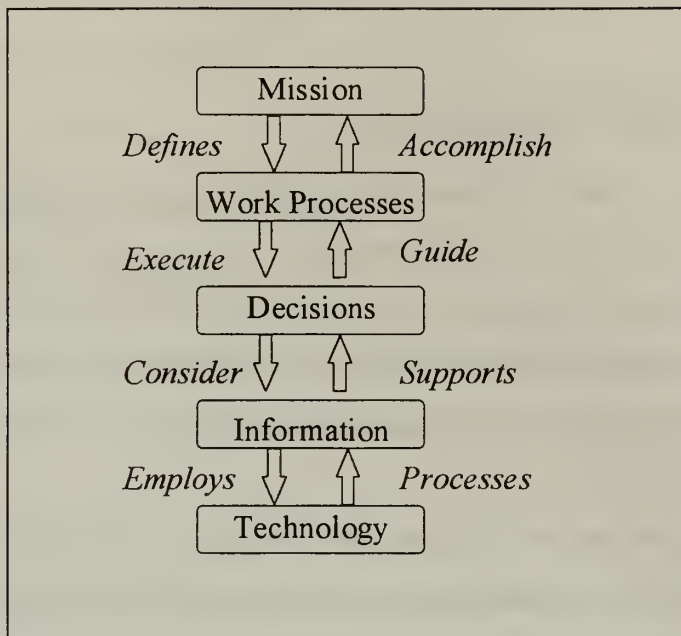 Mission
Defines Accomplish
Work Processes
Execute Guide
Decisions
Consider Supports
Information
Employs Processes
Technology